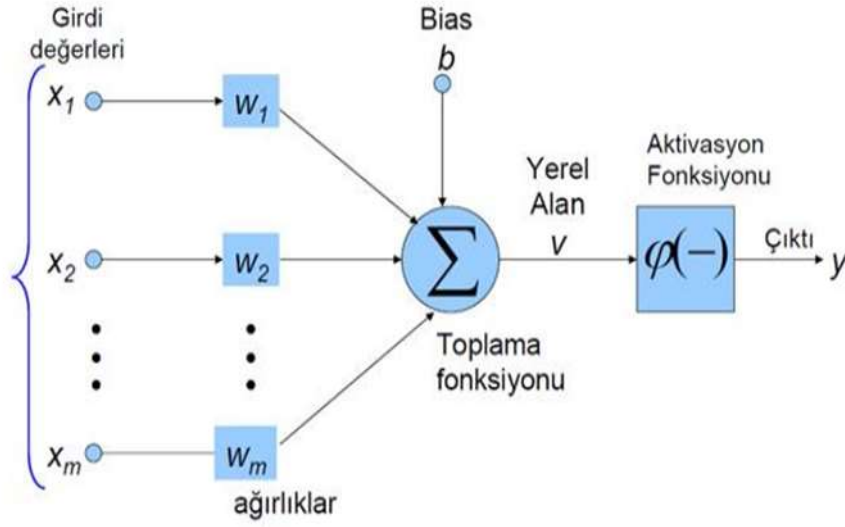 Girdi
değerleri
Bias
b
x1
w1
Aktivasyon
Fonksiyonu
Yerel
Alan
v
x2
w2
∑
φ(−)
Çıktı
y
Toplama
fonksiyonu
xm
wm
ağırlıklar